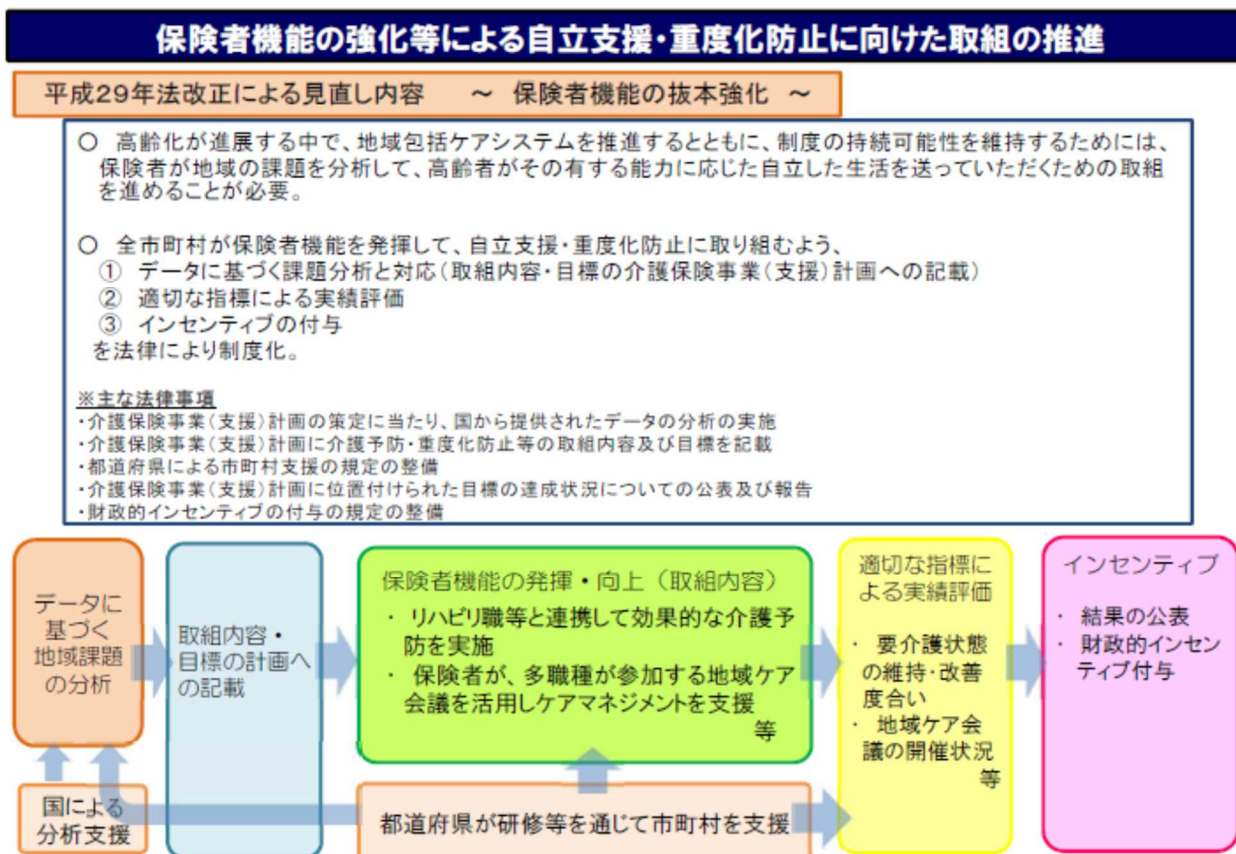 保険者機能の強化等による自立支援・重度化防止に向けた取組の推進
平成29年法改正による見直し内容　～　保険者機能の抜本強化　～
○　高齢化が進展する中で、地域包括ケアシステムを推進するとともに、制度の持続可能性を維持するためには、
保険者が地域の課題を分析して、高齢者がその有する能力に応じた自立した生活を送っていただくための取組
を進めることが必要。
○　全市町村が保険者機能を発揮して、自立支援・重度化防止に取り組むよう、
①　データに基づく課題分析と対応（取組内容・目標の介護保険事業（支援）計画への記載）
②　適切な指標による実績評価
③　インセンティブの付与
を法律により制度化。
※主な法律事項
・介護保険事業（支援）計画の策定に当たり、国から提供されたデータの分析の実施
・介護保険事業（支援）計画に介護予防・重度化防止等の取組内容及び目標を記載
・都道府県による市町村支援の規定の整備
・介護保険事業（支援）計画に位置付けられた目標の達成状況についての公表及び報告
・財政的インセンティブの付与の規定の整備
データに
基づく
地域課題
の分析
取組内容・
目標の計画へ
の記載
保険者機能の発揮・向上（取組内容）
・　リハビリ職等と連携して効果的な介護予
防を実施
・　保険者が、多職種が参加する地域ケア
会議を活用しケアマネジメントを支援
等
適切な指標に
よる実績評価
・　要介護状態
の維持・改善
度合い
・　地域ケア会
議の開催状況
等
インセンティブ
・　結果の公表
・　財政的インセン
ティブ付与
国による
分析支援
都道府県が研修等を通じて市町村を支援